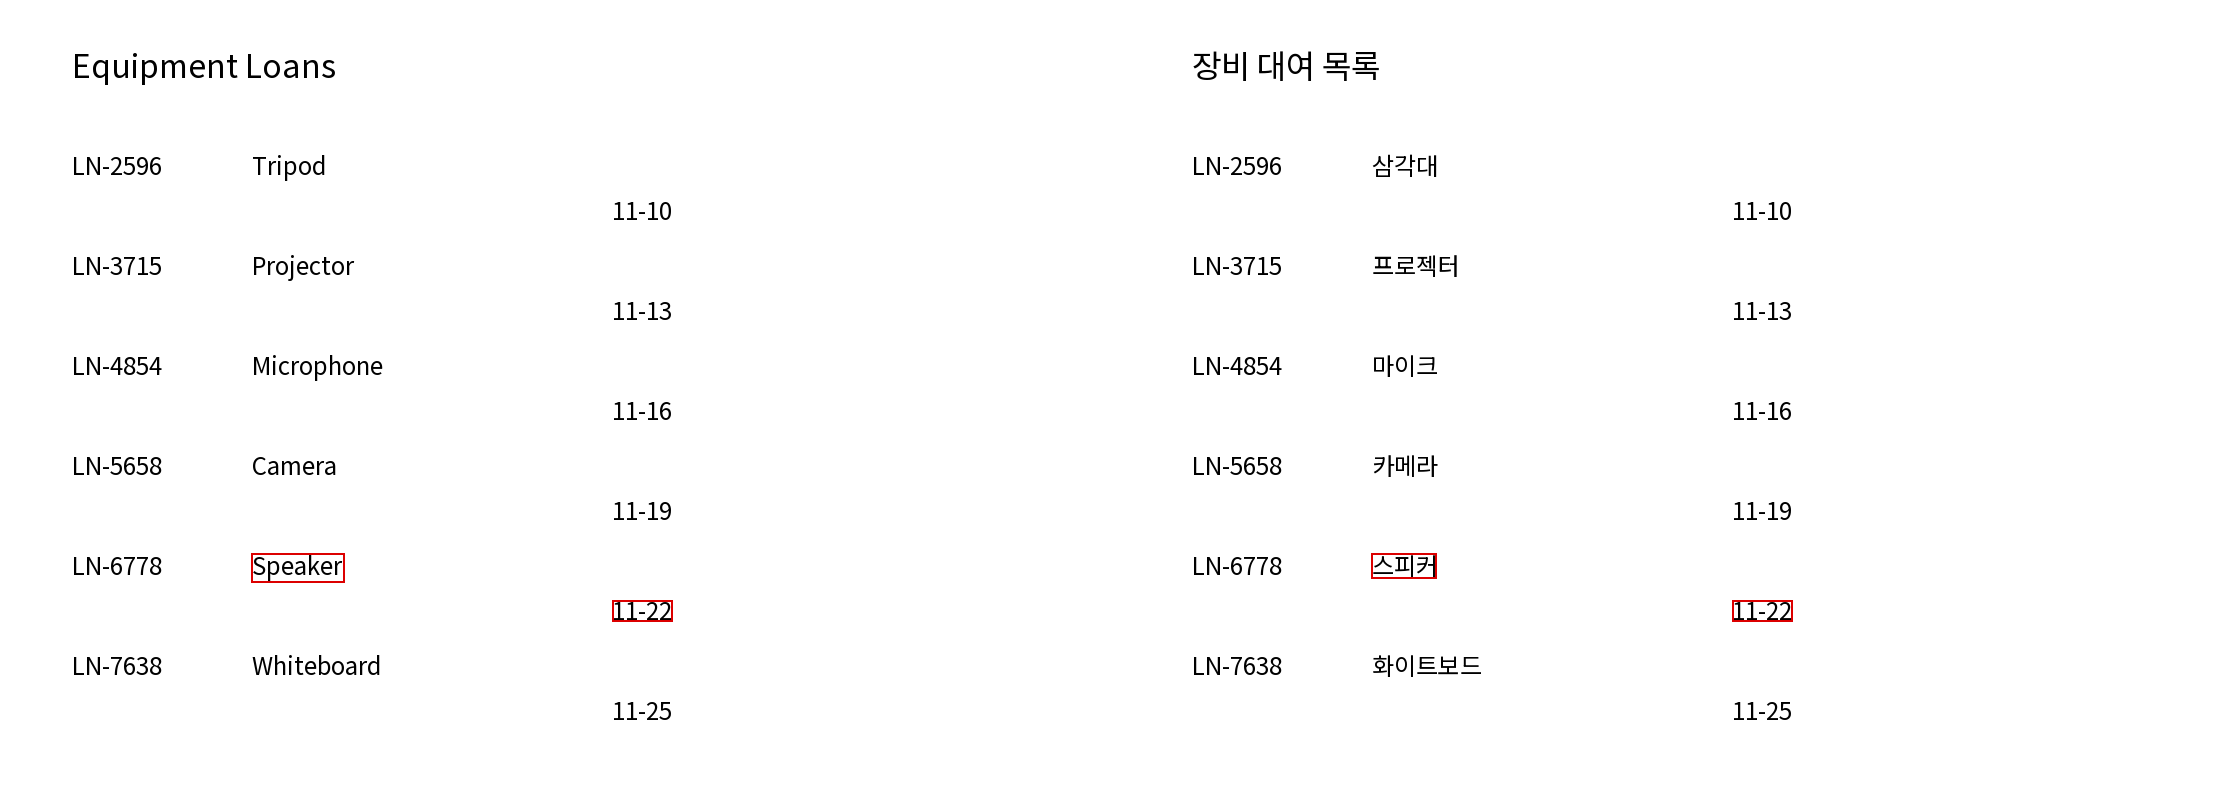 Equipment Loans
LN-2596 Tripod
11-10
LN-3715 Projector
11-13
LN-4854 Microphone
11-16
LN-5658 Camera
11-19
LN-6778 Speaker
11-22
LN-7638 Whiteboard
11-25
장비 대여 목록
LN-2596 삼각대
11-10
LN-3715 프로젝터
11-13
LN-4854 마이크
11-16
LN-5658 카메라
11-19
LN-6778 스피커
11-22
LN-7638 화이트보드
11-25